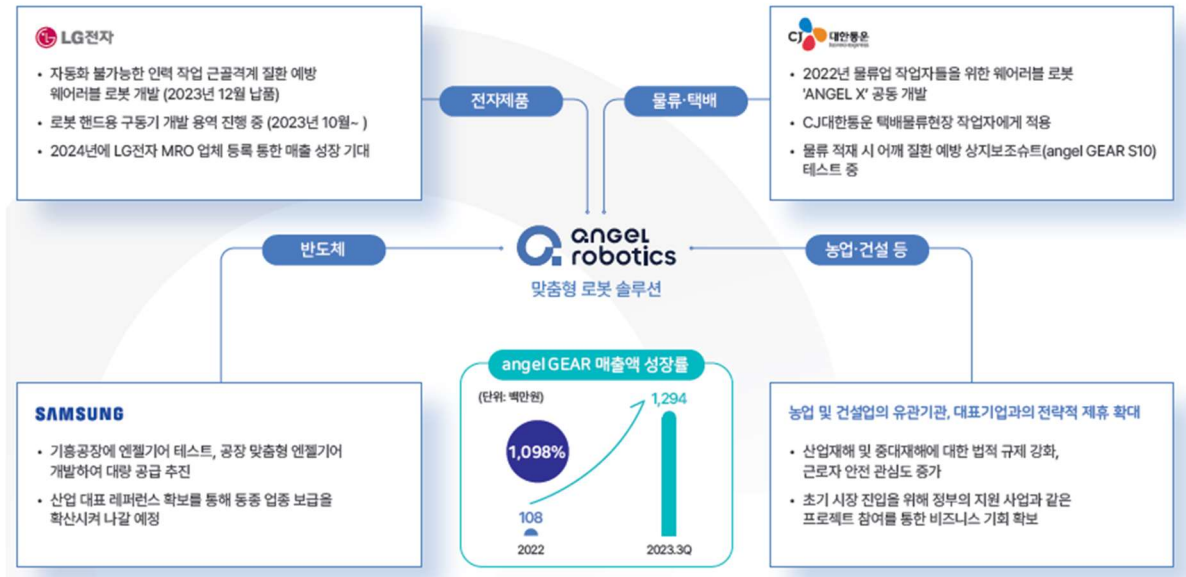 LG전자
• 자동화 불가능한 인력 작업 근골격계 질환 예방
웨어러블 로봇 개발 (2023년 12월 납품)
• 로봇 핸드용 구동기 개발 용역 진행 중 (2023년 10월~ )
• 2024년에 LG전자 MRO 업체 등록 통한 매출 성장 기대
전자제품
물류·택배
CJ 대한통운
korea express
• 2022년 물류업 작업자들을 위한 웨어러블 로봇
'ANGEL X' 공동 개발
• CJ대한통운 택배물류현장 작업자에게 적용
• 물류 적재 시 어깨 질환 예방 상지보조슈트(angel GEAR S10)
테스트 중
반도체
angel
robotics
맞춤형 로봇 솔루션
농업·건설 등
SAMSUNG
• 기흥공장에 엔젤기어 테스트, 공장 맞춤형 엔젤기어
개발하여 대량 공급 추진
• 산업 대표 레퍼런스 확보를 통해 동종 업종 보급을
확산시켜 나갈 예정
angel GEAR 매출액 성장률
(단위: 백만원)
1,294
1,098%
108
2022
2023.3Q
농업 및 건설업의 유관기관, 대표기업과의 전략적 제휴 확대
• 산업재해 및 중대재해에 대한 법적 규제 강화,
근로자 안전 관심도 증가
• 초기 시장 진입을 위해 정부의 지원 사업과 같은
프로젝트 참여를 통한 비즈니스 기회 확보